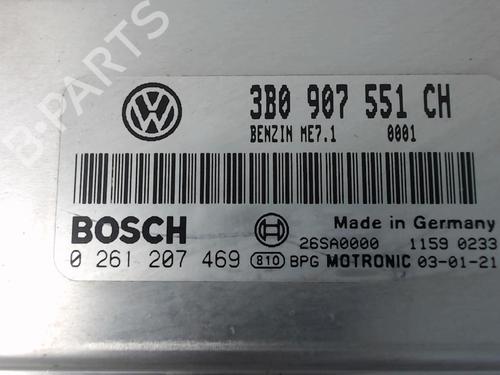 3B0 907 551 CH
BENZIN ME7.1 0001
BOSCH
Made in Germany
26SA0000 1159 0233
0 261 207 469 810 BPG MOTRONIC 03-01-21
B-PARTS